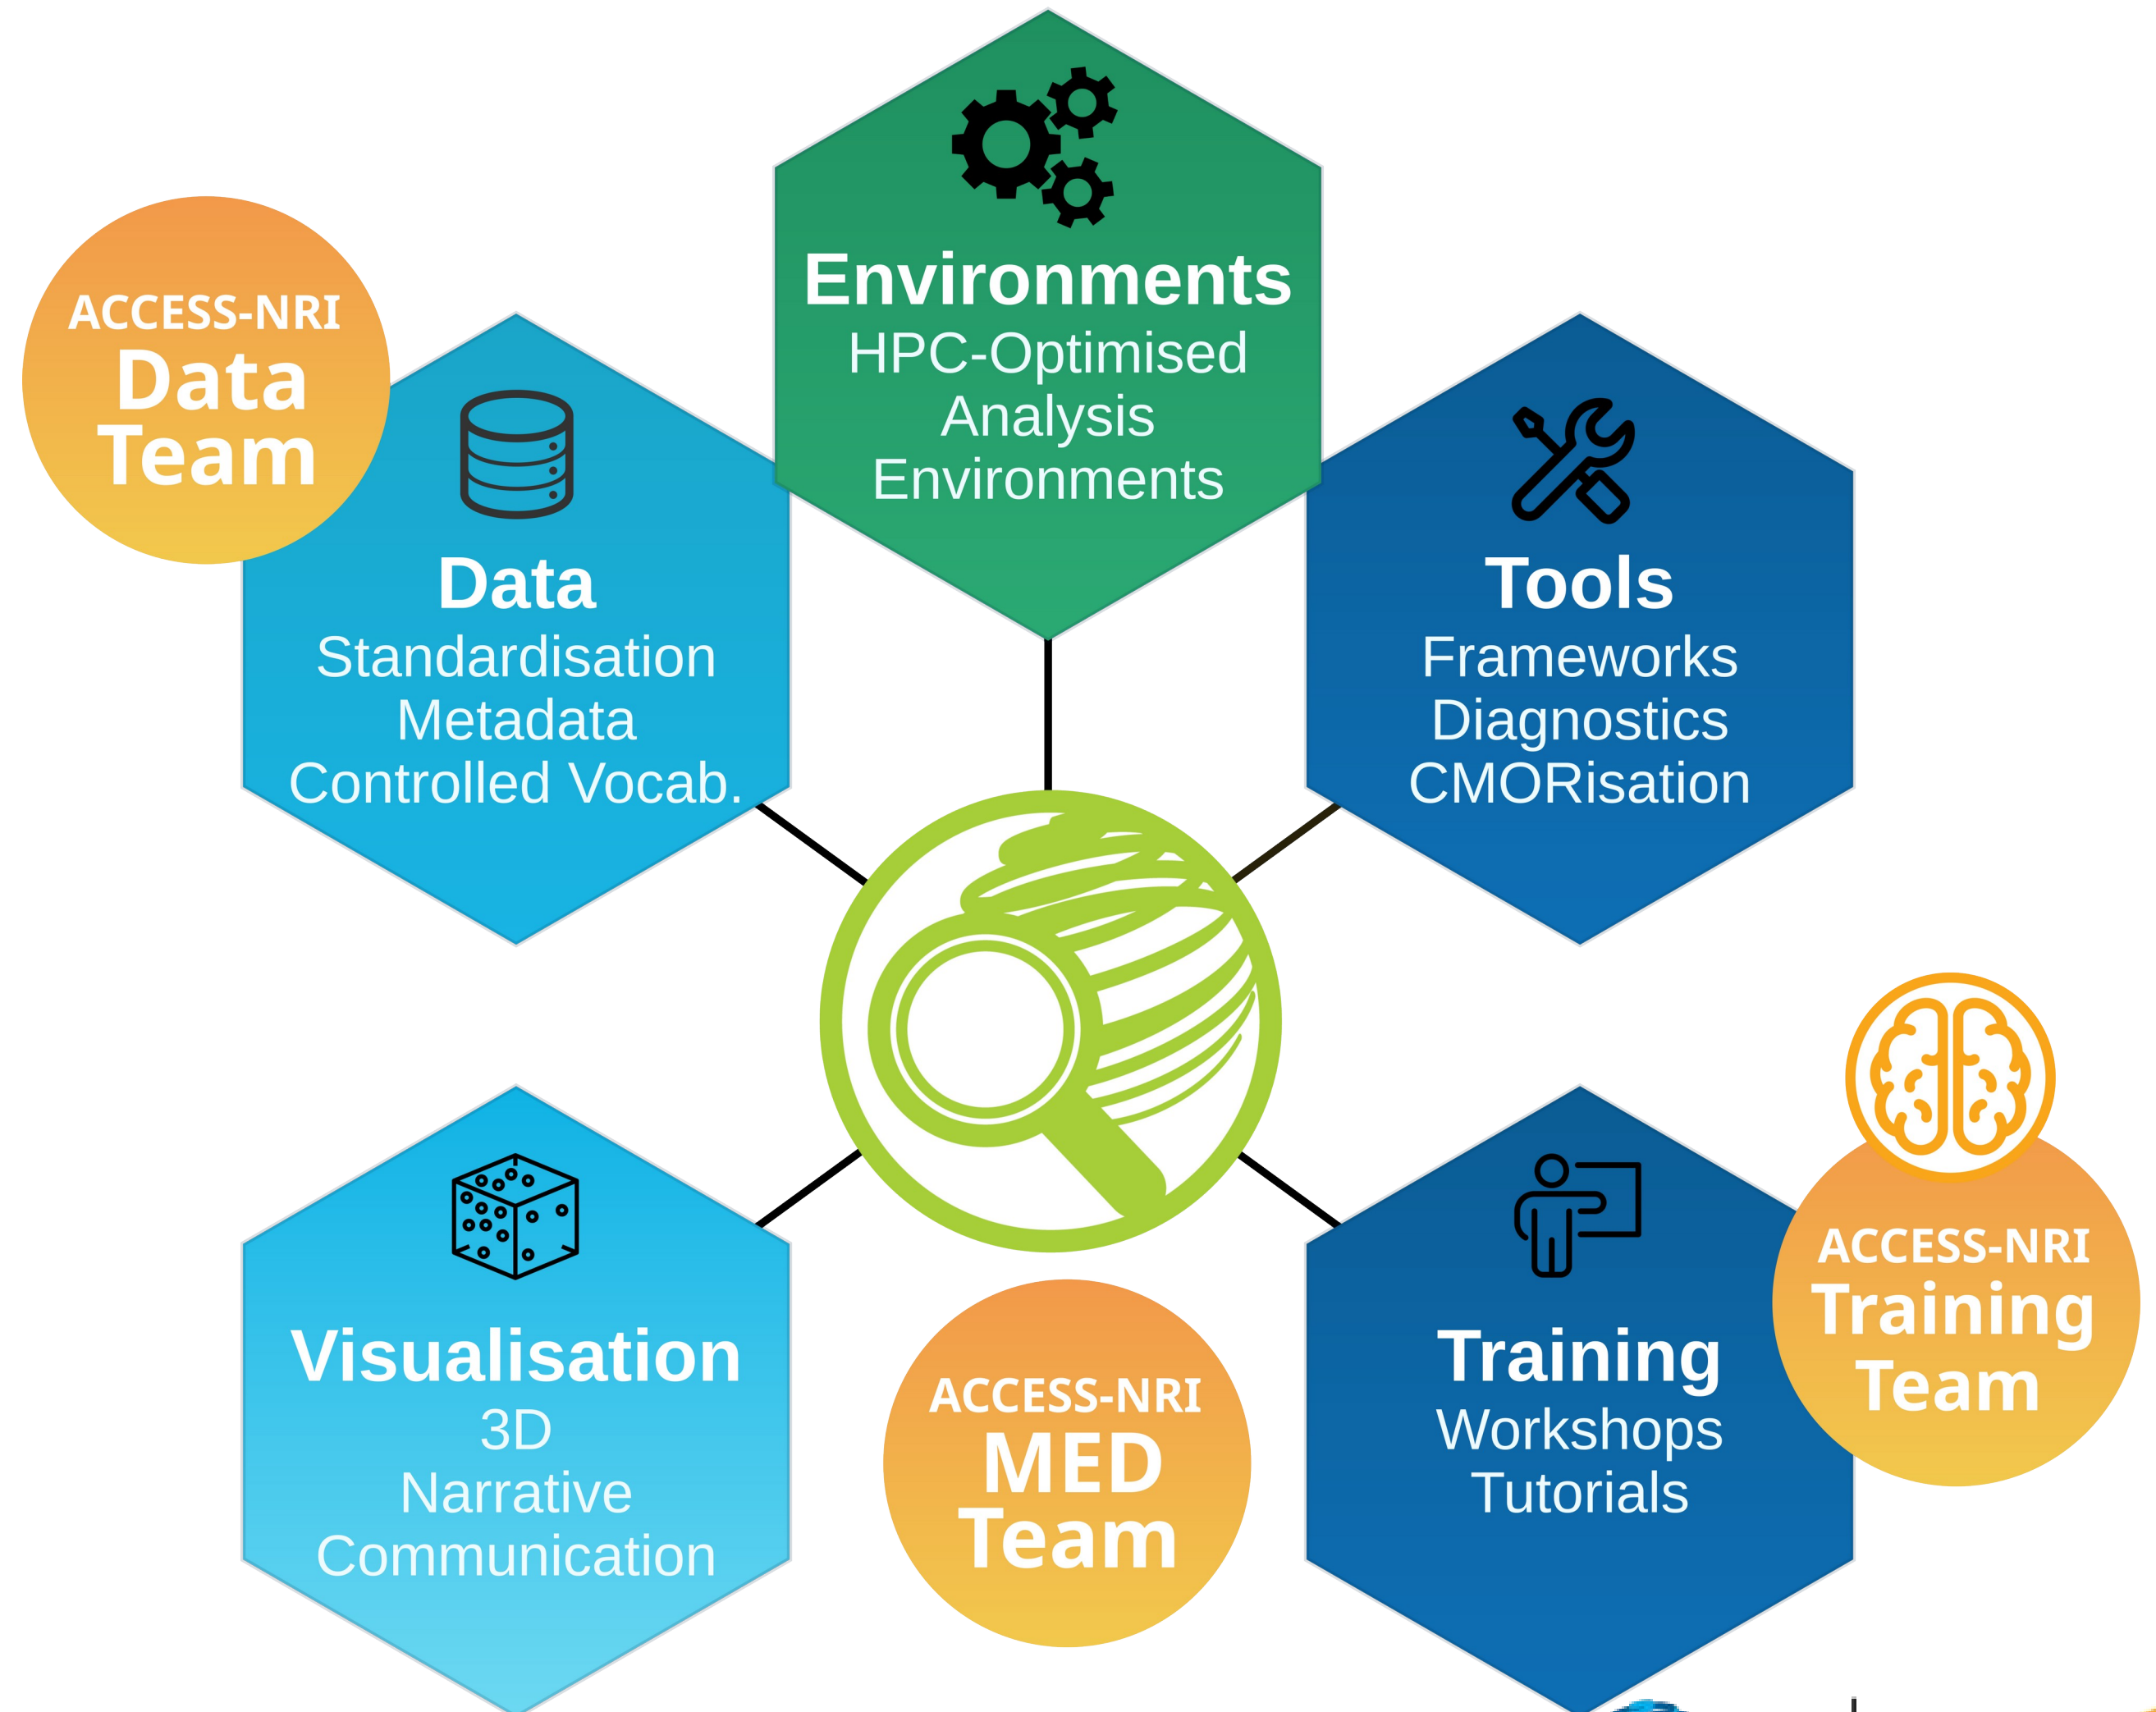 Environments
HPC-Optimised
Analysis
Environments
ACCESS-NRI
Data
Team
Data
Standardisation
Metadata
Controlled Vocab.
Tools
Frameworks
Diagnostics
CMORisation
Visualisation
3D
Narrative
Communication
ACCESS-NRI
MED
Team
Training
Workshops
Tutorials
ACCESS-NRI
Training
Team